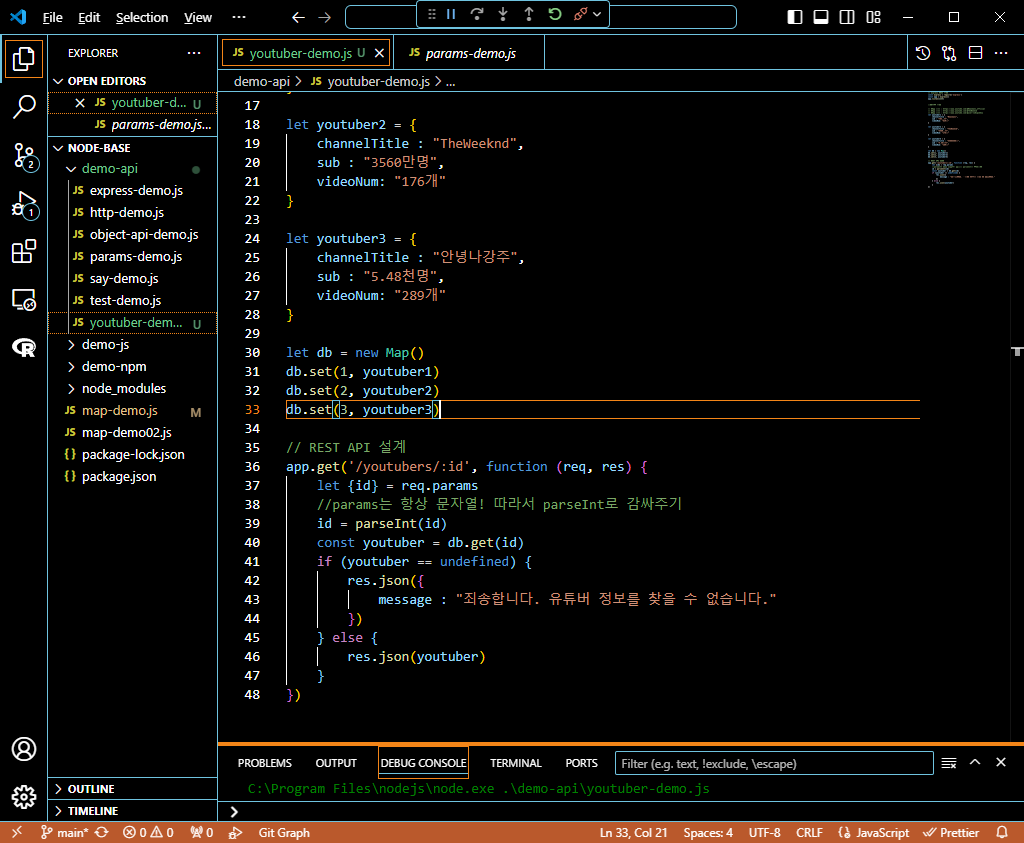 File Edit Selection View ···
EXPLORER ···
OPEN EDITORS
JS youtuber-d... U
JS params-demo.js...
NODE-BASE
demo-api
JS express-demo.js
JS http-demo.js
JS object-api-demo.js
JS params-demo.js
JS say-demo.js
JS test-demo.js
JS youtuber-dem... U
demo-js
demo-npm
node_modules
JS map-demo.js M
JS map-demo02.js
{} package-lock.json
{} package.json
OUTLINE
TIMELINE
2
1
JS youtuber-demo.js U
JS params-demo.js
demo-api > JS youtuber-demo.js > ...
17
18 let youtuber2 = {
19 channelTitle : "TheWeeknd",
20 sub : "3560만명",
21 videoNum: "176개"
22 }
23
24 let youtuber3 = {
25 channelTitle : "안녕나강주",
26 sub : "5.48천명",
27 videoNum: "289개"
28 }
29
30 let db = new Map()
31 db.set(1, youtuber1)
32 db.set(2, youtuber2)
33 db.set(3, youtuber3)
34
35 // REST API 설계
36 app.get('/youtubers/:id', function (req, res) {
37 let {id} = req.params
38 //params는 항상 문자열! 따라서 parseInt로 감싸주기
39 id = parseInt(id)
40 const youtuber = db.get(id)
41 if (youtuber == undefined) {
42 res.json({
43 message : "죄송합니다. 유튜버 정보를 찾을 수 없습니다."
44 })
45 } else {
46 res.json(youtuber)
47 }
48 })
PROBLEMS OUTPUT DEBUG CONSOLE TERMINAL PORTS Filter (e.g. text, !exclude, \escape)
C:\Program Files\nodejs\node.exe .\demo-api\youtuber-demo.js
main* 0 0 0 Git Graph Ln 33, Col 21 Spaces: 4 UTF-8 CRLF {} JavaScript Prettier